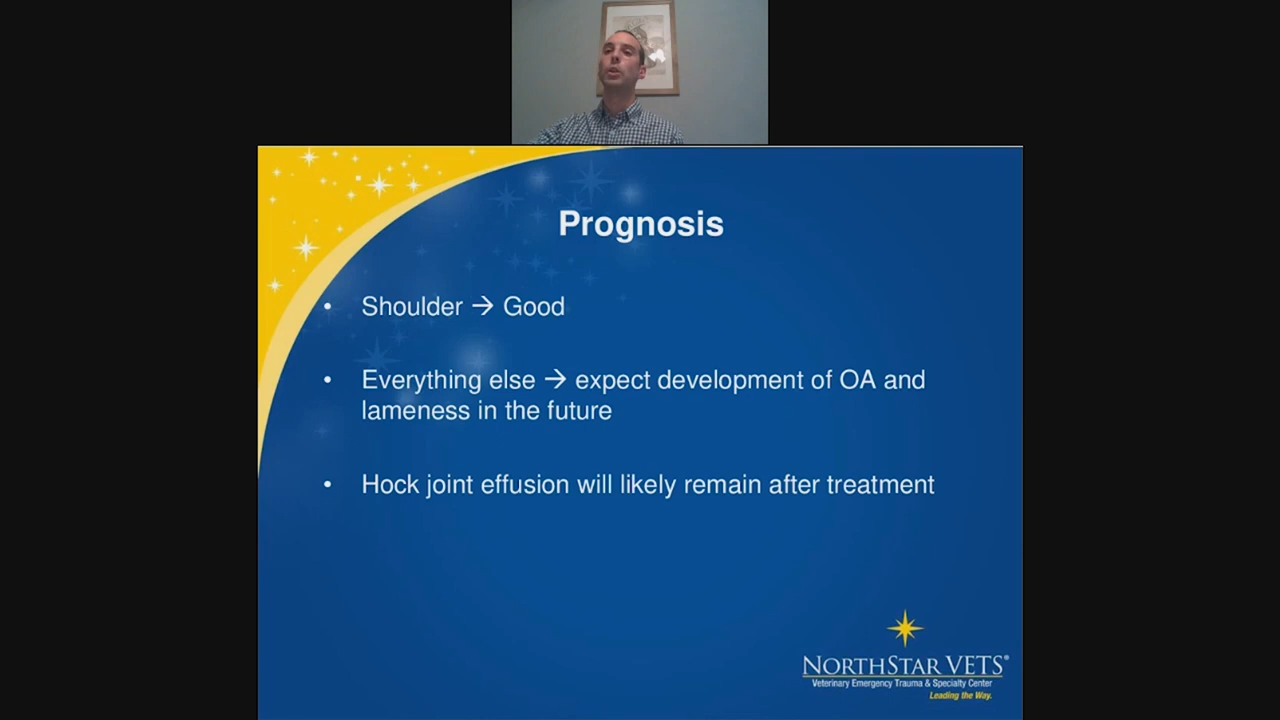 Prognosis
• Shoulder → Good
• Everything else → expect development of OA and
lameness in the future
• Hock joint effusion will likely remain after treatment
NORTHSTAR VETS®
Veterinary Emergency Trauma & Specialty Center
Leading the Way.